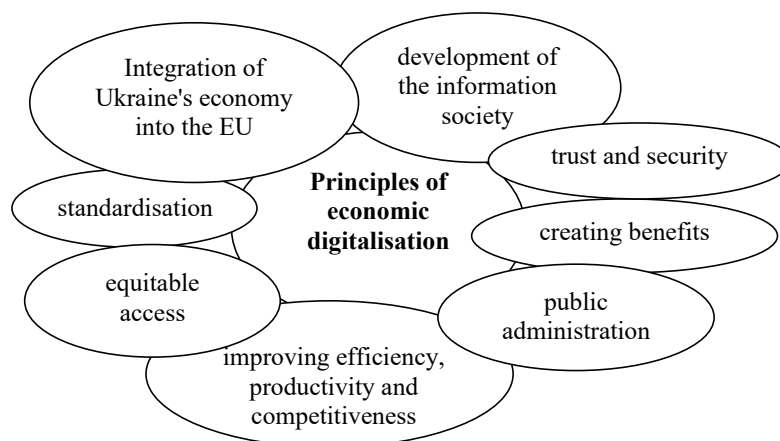 Integration of
Ukraine's economy
into the EU
development of
the information
society
trust and security
Principles of
economic
digitalisation
standardisation
creating benefits
equitable
access
public
administration
improving efficiency,
productivity and
competitiveness